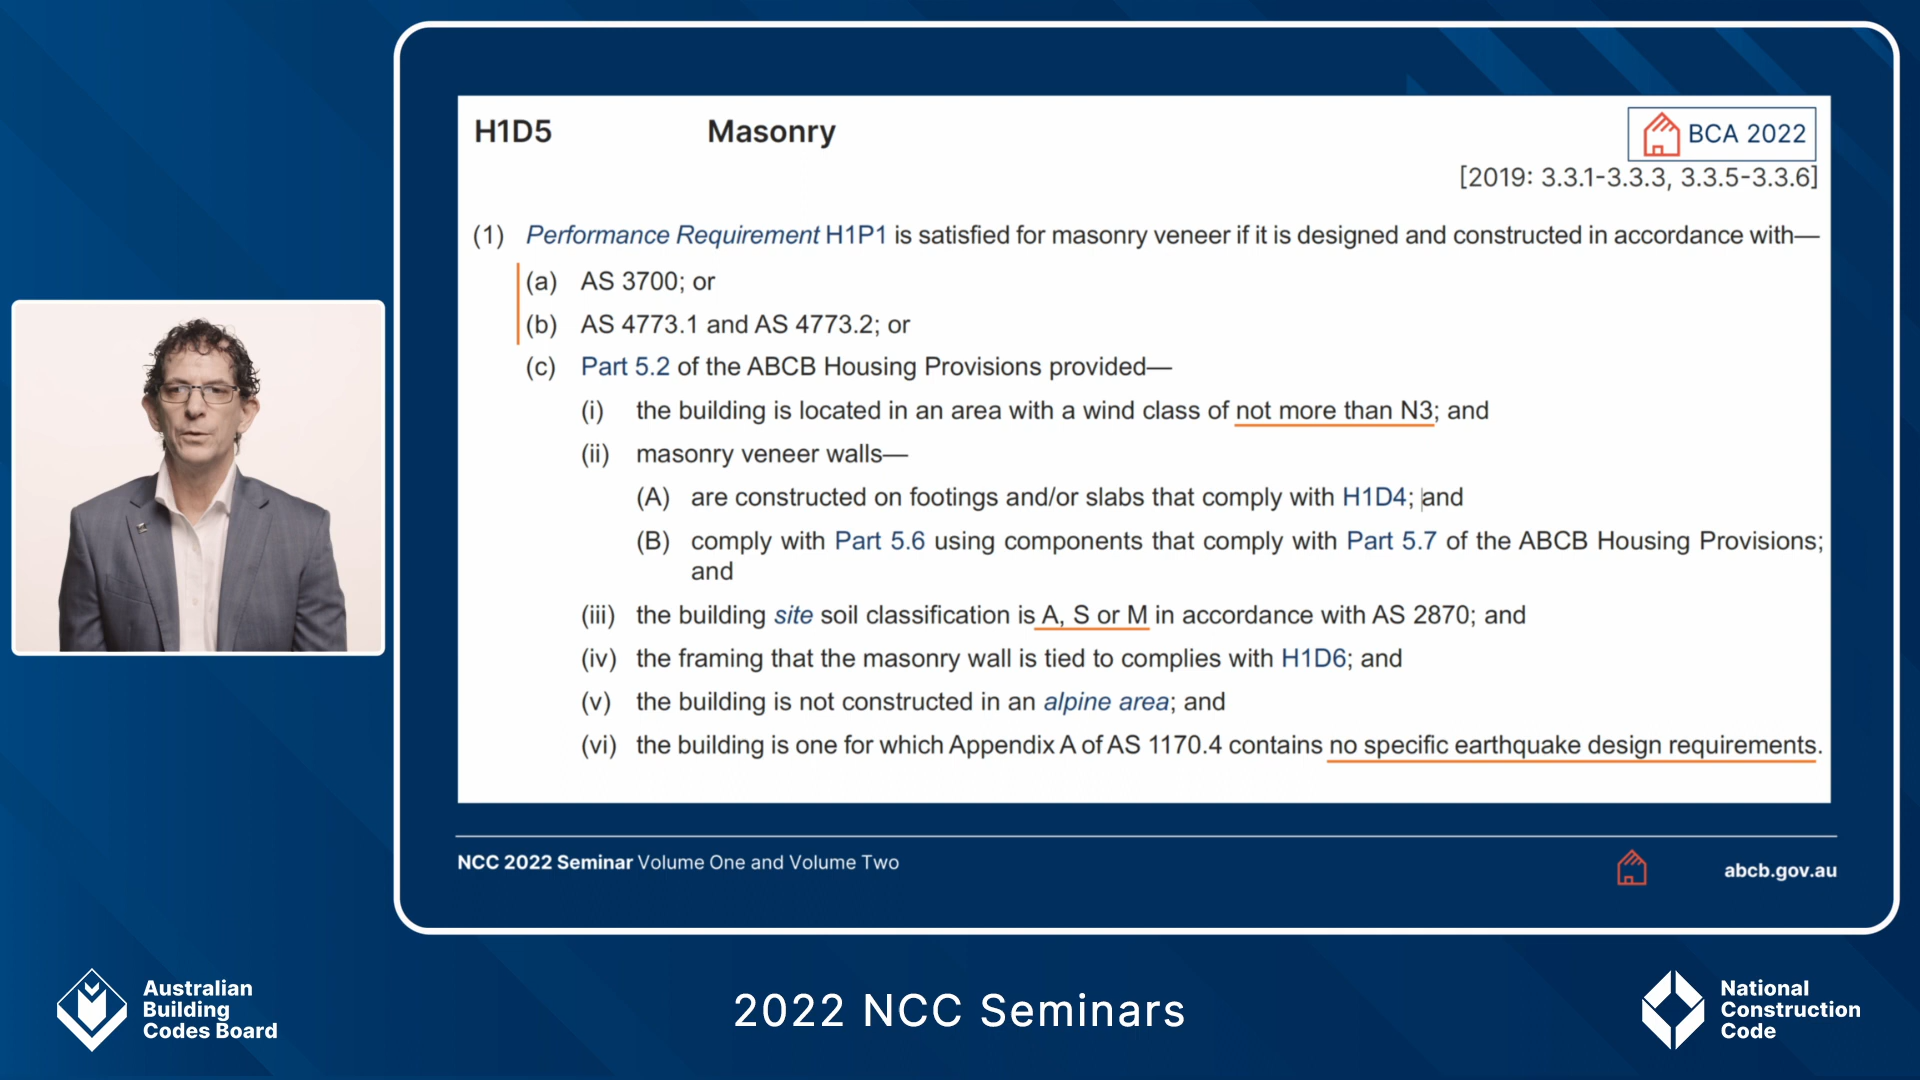 H1D5 Masonry
BCA 2022
[2019: 3.3.1-3.3.3, 3.3.5-3.3.6]
(1) Performance Requirement H1P1 is satisfied for masonry veneer if it is designed and constructed in accordance with—
(a) AS 3700; or
(b) AS 4773.1 and AS 4773.2; or
(c) Part 5.2 of the ABCB Housing Provisions provided—
(i) the building is located in an area with a wind class of not more than N3; and
(ii) masonry veneer walls—
(A) are constructed on footings and/or slabs that comply with H1D4; and
(B) comply with Part 5.6 using components that comply with Part 5.7 of the ABCB Housing Provisions;
and
(iii) the building site soil classification is A, S or M in accordance with AS 2870; and
(iv) the framing that the masonry wall is tied to complies with H1D6; and
(v) the building is not constructed in an alpine area; and
(vi) the building is one for which Appendix A of AS 1170.4 contains no specific earthquake design requirements.
NCC 2022 Seminar Volume One and Volume Two
abcb.gov.au
Australian
Building
Codes Board
2022 NCC Seminars
National
Construction
Code